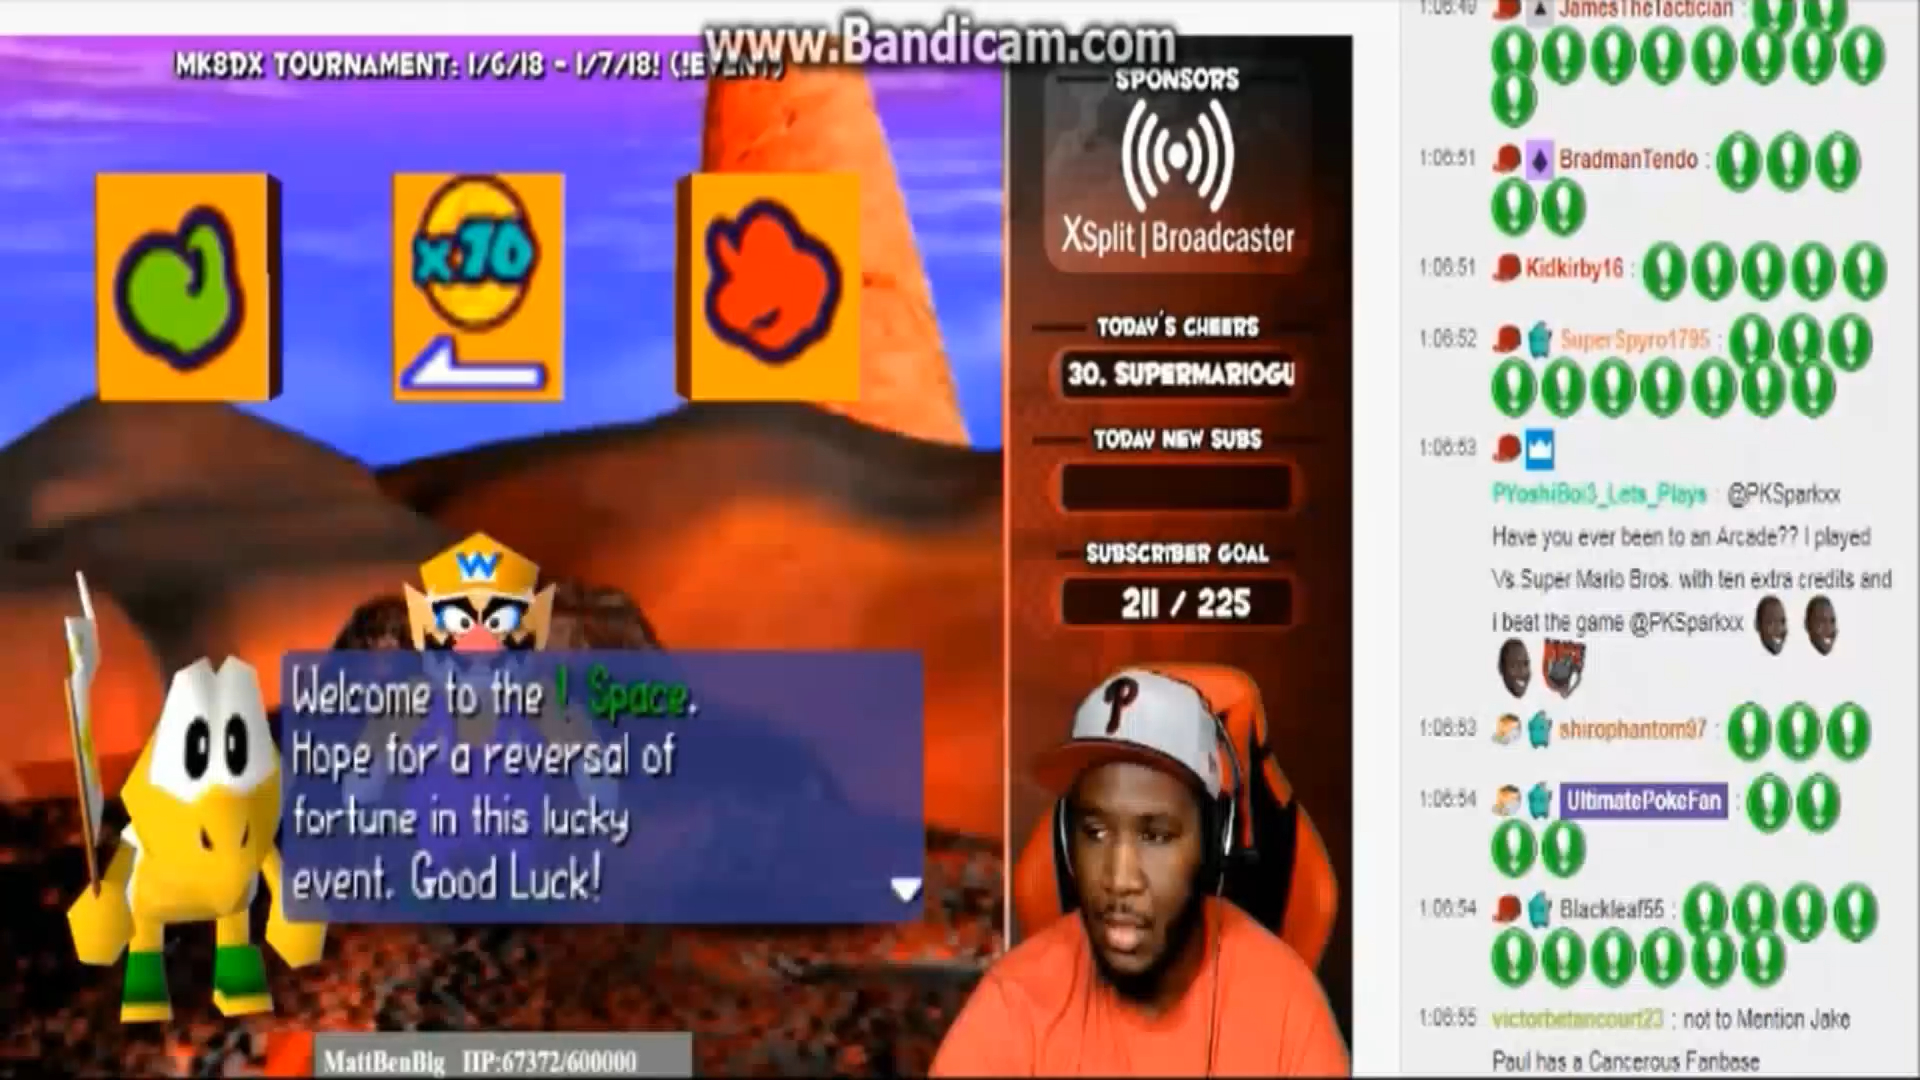 www.Bandicam.com
MK8DX TOURNAMENT: 1/6/18 - 1/7/18! (!EVENT)
x10
W
Welcome to the ! Space.
Hope for a reversal of
fortune in this lucky
event. Good Luck!
MattBenBig HP:67372/600000
SPONSORS
XSplit | Broadcaster
TODAY'S CHEERS
30. SUPERMARIOGU
TODAY NEW SUBS
SUBSCRIBER GOAL
211 / 225
P
1:06:49 JamesTheTactician :
1:06:51 BradmanTendo :
1:06:51 Kidkirby16 :
1:06:52 SuperSpyro1795 :
1:06:53
PYoshiBoi3_Lets_Plays : @PKSparkxx
Have you ever been to an Arcade?? I played
Vs.Super Mario Bros. with ten extra credits and
i beat the game @PKSparkxx
1:06:53 shirophantom97 :
1:06:54 UltimatePokeFan :
1:06:54 Blackleaf55 :
1:06:55 victorbetancourt23 : not to Mention Jake
Paul has a Cancerous Fanbase